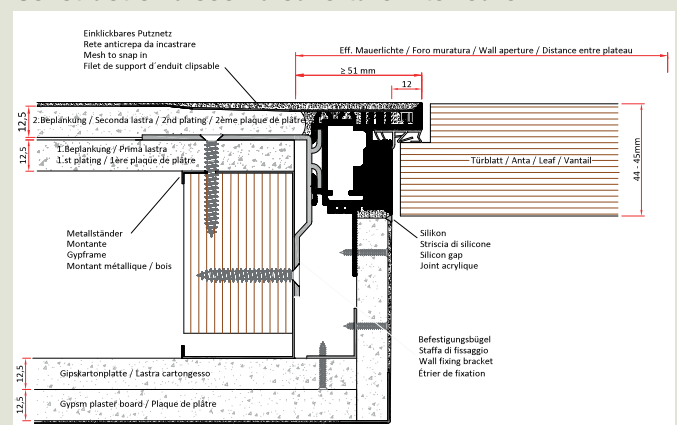 Einklickbares Putznetz
Rete anticrepa da incastrare
Mesh to snap in
Filet de support d´enduit clipsable
Eff. Mauerlichte / Foro muratura / Wall aperture / Distance entre plateau
≥ 51 mm
12
12,5
2.Beplankung / Seconda lastra / 2nd plating / 2ème plaque de plâtre
12,5
1.Beplankung / Prima lastra
1.st plating / 1ère plaque de plâtre
Türblatt / Anta / Leaf / Vantail
44 - 45mm
Metallständer
Montante
Gypframe
Montant métallique / bois
Silikon
Striscia di silicone
Silicon gap
Joint acrylique
Befestigungsbügel
Staffa di fissaggio
Wall fixing bracket
Étrier de fixation
12,5
Gipskartonplatte / Lastra cartongesso
12,5
Gypsm plaster board / Plaque de plâtre